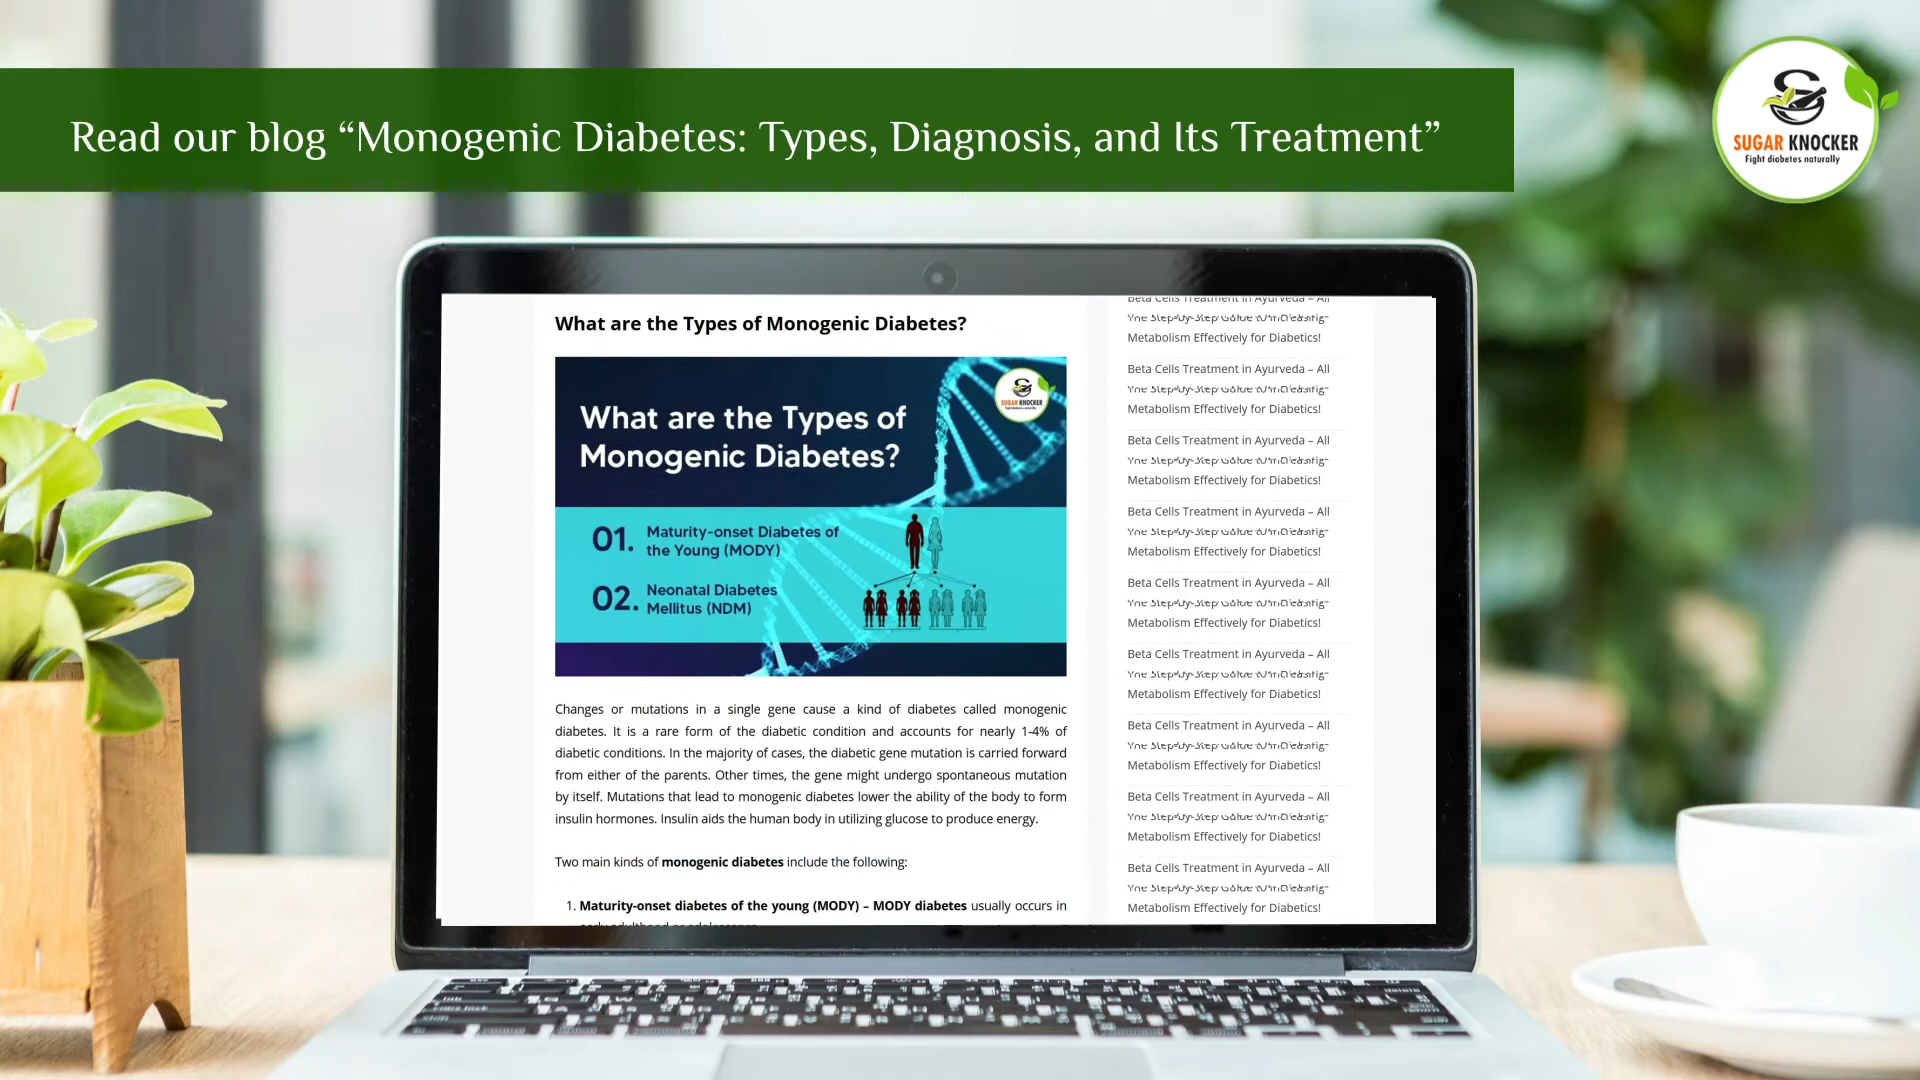 Read our blog “Monogenic Diabetes: Types, Diagnosis, and Its Treatment”
SUGAR KNOCKER
Fight diabetes naturally
What are the Types of Monogenic Diabetes?
SUGAR KNOCKER
Fight diabetes naturally
What are the Types of
Monogenic Diabetes?
01. Maturity-onset Diabetes of
the Young (MODY)
02. Neonatal Diabetes
Mellitus (NDM)
Changes or mutations in a single gene cause a kind of diabetes called monogenic
diabetes. It is a rare form of the diabetic condition and accounts for nearly 1-4% of
diabetic conditions. In the majority of cases, the diabetic gene mutation is carried forward
from either of the parents. Other times, the gene might undergo spontaneous mutation
by itself. Mutations that lead to monogenic diabetes lower the ability of the body to form
insulin hormones. Insulin aids the human body in utilizing glucose to produce energy.
Two main kinds of monogenic diabetes include the following:
1. Maturity-onset diabetes of the young (MODY) – MODY diabetes usually occurs in
Beta Cells Treatment in Ayurveda – All
Metabolism Effectively for Diabetics!
Beta Cells Treatment in Ayurveda – All
Metabolism Effectively for Diabetics!
Beta Cells Treatment in Ayurveda – All
Metabolism Effectively for Diabetics!
Beta Cells Treatment in Ayurveda – All
Metabolism Effectively for Diabetics!
Beta Cells Treatment in Ayurveda – All
Metabolism Effectively for Diabetics!
Beta Cells Treatment in Ayurveda – All
Metabolism Effectively for Diabetics!
Beta Cells Treatment in Ayurveda – All
Metabolism Effectively for Diabetics!
Beta Cells Treatment in Ayurveda – All
Metabolism Effectively for Diabetics!
Beta Cells Treatment in Ayurveda – All
Metabolism Effectively for Diabetics!